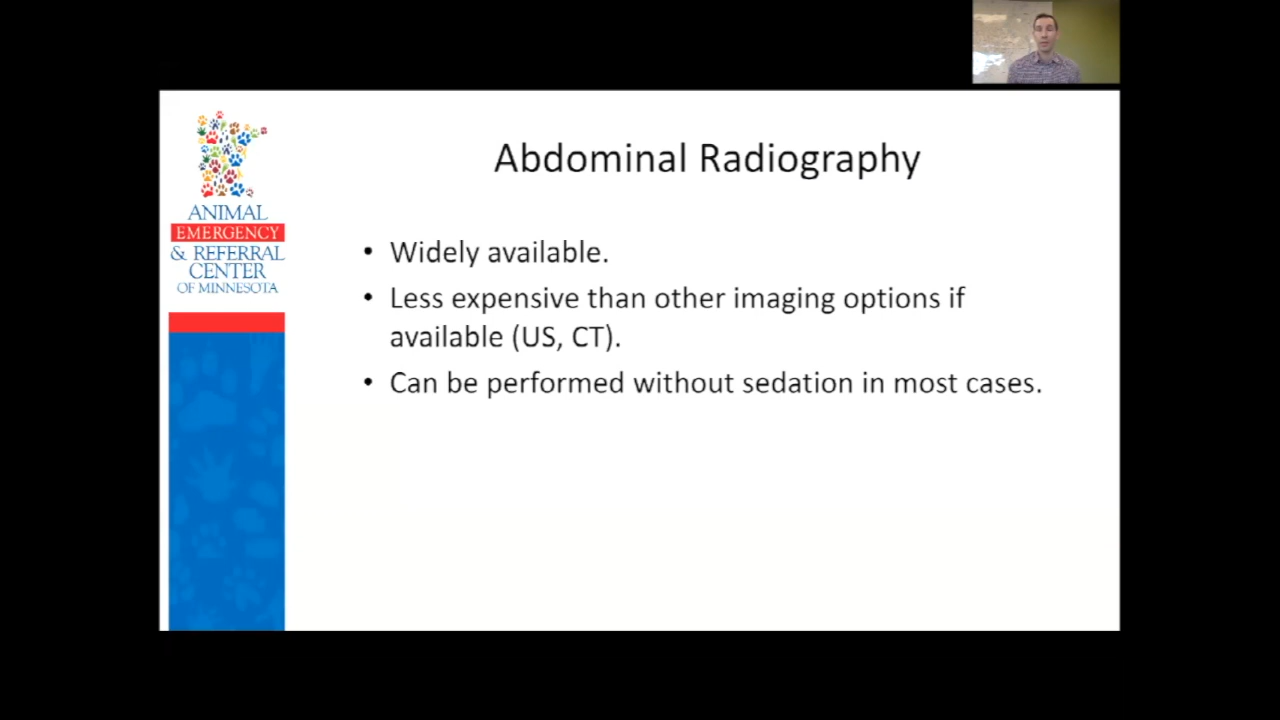 ANIMAL
EMERGENCY
& REFERRAL
CENTER
OF MINNESOTA
Abdominal Radiography
• Widely available.
• Less expensive than other imaging options if
available (US, CT).
• Can be performed without sedation in most cases.